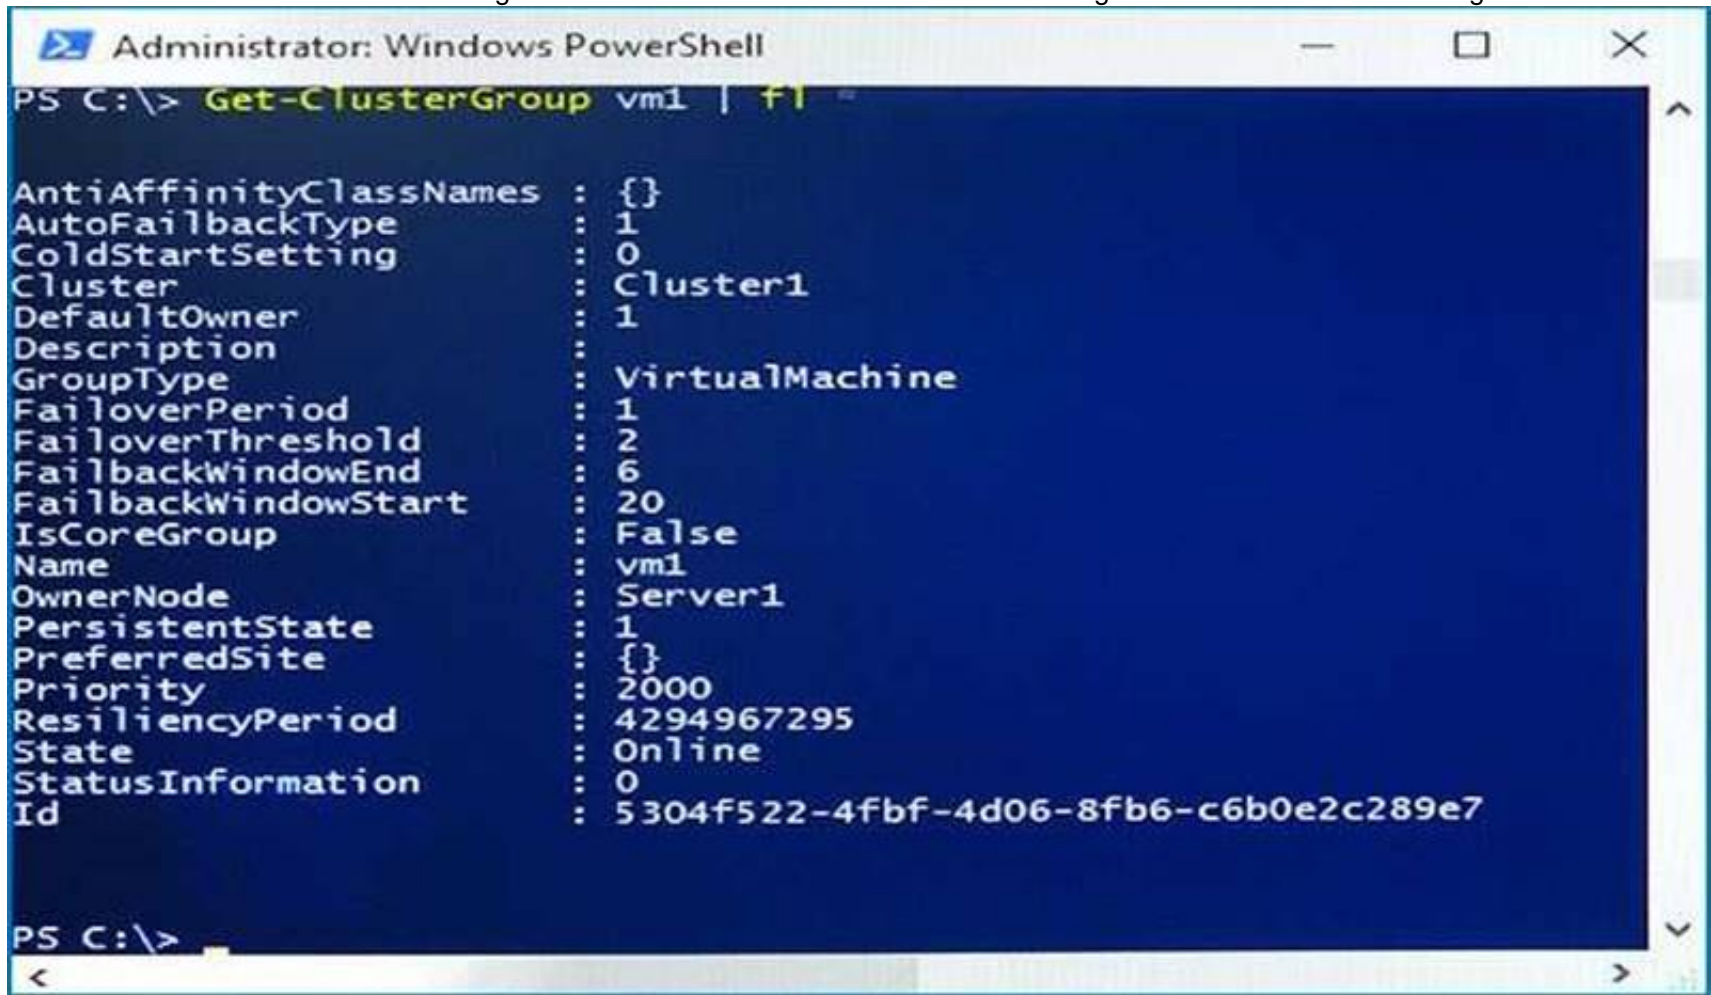 Administrator: Windows PowerShell
PS C:\> Get-ClusterGroup vm1 | fl
AntiAffinityClassNames : {}
AutoFailbackType : 1
ColdStartSetting : 0
Cluster : Cluster1
DefaultOwner : 1
Description :
GroupType : VirtualMachine
FailoverPeriod : 1
FailoverThreshold : 2
FailbackWindowEnd : 6
FailbackWindowStart : 20
IsCoreGroup : False
Name : vm1
OwnerNode : Server1
PersistentState : 1
PreferredSite : {}
Priority : 2000
ResiliencyPeriod : 4294967295
State : Online
StatusInformation : 0
Id : 5304f522-4fbf-4d06-8fb6-c6b0e2c289e7
PS C:\> _